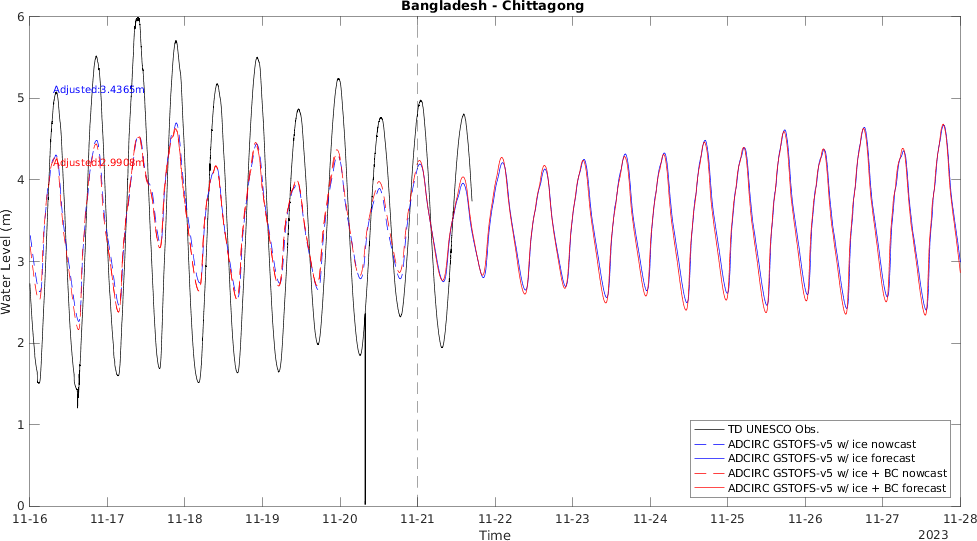 Bangladesh - Chittagong
6
5
4
3
2
1
0
Water Level (m)
Adjusted:3.4365m
Adjusted:2.9908m
TD UNESCO Obs.
ADCIRC GSTOFS-v5 w/ ice nowcast
ADCIRC GSTOFS-v5 w/ ice forecast
ADCIRC GSTOFS-v5 w/ ice + BC nowcast
ADCIRC GSTOFS-v5 w/ ice + BC forecast
11-16 11-17 11-18 11-19 11-20 11-21 11-22 11-23 11-24 11-25 11-26 11-27 11-28
Time
2023